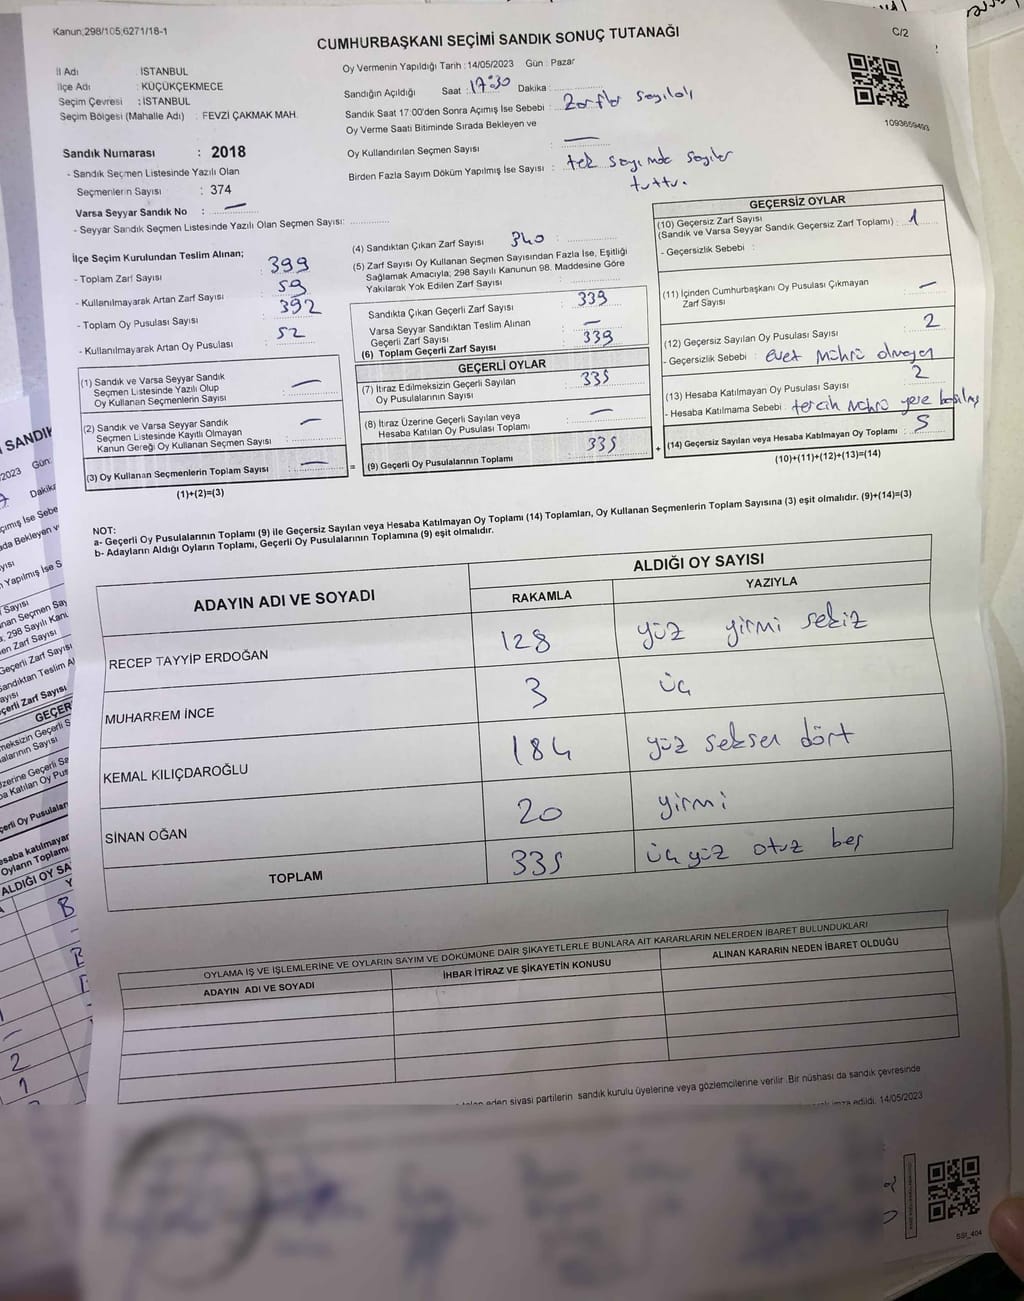 Kanun;298/105;6271/18-1
C/2
CUMHURBAŞKANI SEÇİMİ SANDIK SONUÇ TUTANAĞI
İl Adı : İSTANBUL
İlçe Adı : KÜÇÜKÇEKMECE
Seçim Çevresi : İSTANBUL
Seçim Bölgesi (Mahalle Adı) : FEVZİ ÇAKMAK MAH.
Sandık Numarası : 2018
- Sandık Seçmen Listesinde Yazılı Olan
Seçmenlerin Sayısı : 374
Varsa Seyyar Sandık No : —
- Seyyar Sandık Seçmen Listesinde Yazılı Olan Seçmen Sayısı: ..............
Oy Vermenin Yapıldığı Tarih : 14/05/2023 Gün : Pazar
Sandığın Açıldığı Saat : 17:30 Dakika : ..............
Sandık Saat 17:00'den Sonra Açımış İse Sebebi : Zarflar sayıldı
Oy Verme Saati Bitiminde Sırada Bekleyen ve
Oy Kullandırılan Seçmen Sayısı : —
Birden Fazla Sayım Döküm Yapılmış İse Sayısı : tek sayımda sayılar
tuttu.
1093659493
İlçe Seçim Kurulundan Teslim Alınan;
- Toplam Zarf Sayısı : 399
- Kullanılmayarak Artan Zarf Sayısı : 59
- Toplam Oy Pusulası Sayısı : 392
- Kullanılmayarak Artan Oy Pusulası : 52
(1) Sandık ve Varsa Seyyar Sandık
Seçmen Listesinde Yazılı Olup
Oy Kullanan Seçmenlerin Sayısı : —
(2) Sandık ve Varsa Seyyar Sandık
Seçmen Listesinde Kayıtlı Olmayan
Kanun Gereği Oy Kullanan Seçmen Sayısı : —
(3) Oy Kullanan Seçmenlerin Toplam Sayısı : —
(1)+(2)=(3)
(4) Sandıktan Çıkan Zarf Sayısı 340
(5) Zarf Sayısı Oy Kullanan Seçmen Sayısından Fazla İse, Eşitliği
Sağlamak Amacıyla, 298 Sayılı Kanunun 98. Maddesine Göre
Yakılarak Yok Edilen Zarf Sayısı : ..............
Sandıkta Çıkan Geçerli Zarf Sayısı : 339
Varsa Seyyar Sandıktan Teslim Alınan
Geçerli Zarf Sayısı : —
(6) Toplam Geçerli Zarf Sayısı : 339
GEÇERLİ OYLAR
(7) İtiraz Edilmeksizin Geçerli Sayılan
Oy Pusulalarının Sayısı : 335
(8) İtiraz Üzerine Geçerli Sayılan veya
Hesaba Katılan Oy Pusulası Toplamı : —
= (9) Geçerli Oy Pusulalarının Toplamı : 335
GEÇERSİZ OYLAR
(10) Geçersiz Zarf Sayısı
(Sandık ve Varsa Seyyar Sandık Geçersiz Zarf Toplamı) : 1
- Geçersizlik Sebebi :
(11) İçinden Cumhurbaşkanı Oy Pusulası Çıkmayan
Zarf Sayısı : —
(12) Geçersiz Sayılan Oy Pusulası Sayısı : 2
- Geçersizlik Sebebi : evet mührü olmayan
(13) Hesaba Katılmayan Oy Pusulası Sayısı : 2
- Hesaba Katılmama Sebebi : tercih mührü yere basılmış
+ (14) Geçersiz Sayılan veya Hesaba Katılmayan Oy Toplamı : 5
(10)+(11)+(12)+(13)=(14)
NOT:
a- Geçerli Oy Pusulalarının Toplamı (9) ile Geçersiz Sayılan veya Hesaba Katılmayan Oy Toplamı (14) Toplamları, Oy Kullanan Seçmenlerin Toplam Sayısına (3) eşit olmalıdır. (9)+(14)=(3)
b- Adayların Aldığı Oyların Toplamı, Geçerli Oy Pusulalarının Toplamına (9) eşit olmalıdır.
ADAYIN ADI VE SOYADI
ALDIĞI OY SAYISI
RAKAMLA YAZIYLA
RECEP TAYYİP ERDOĞAN 128 yüz yirmi sekiz
MUHARREM İNCE 3 üç
KEMAL KILIÇDAROĞLU 184 yüz seksen dört
SİNAN OĞAN 20 yirmi
TOPLAM 335 üç yüz otuz beş
OYLAMA İŞ VE İŞLEMLERİNE VE OYLARIN SAYIM VE DÖKÜMÜNE DAİR ŞİKAYETLERLE BUNLARA AİT KARARLARIN NELERDEN İBARET BULUNDUKLARI
ADAYIN ADI VE SOYADI İHBAR İTİRAZ VE ŞİKAYETİN KONUSU ALINAN KARARIN NEDEN İBARET OLDUĞU
eden siyasi partilerin sandık kurulu üyelerine veya gözlemcilerine verilir. Bir nüshası da sandık çevresinde
imza edildi. 14/05/2023
SSI_404